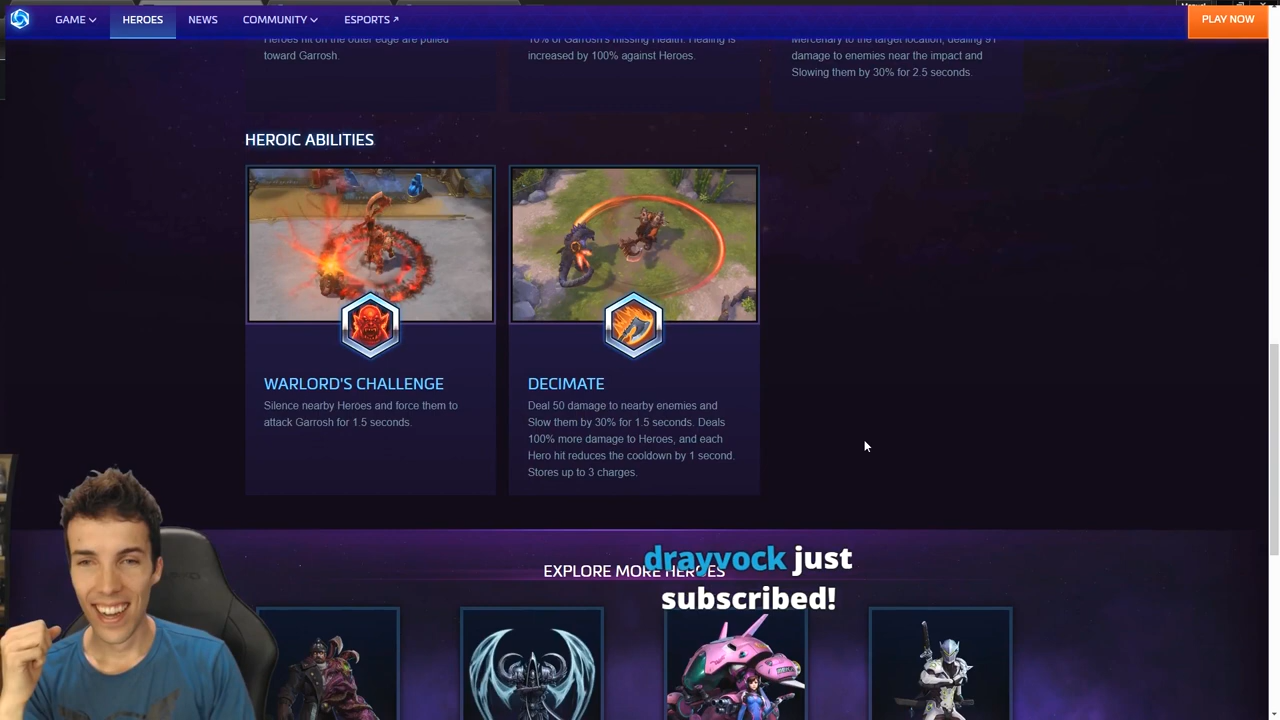 GAME
HEROES
NEWS
COMMUNITY
ESPORTS
PLAY NOW
Heroes hit on the outer edge are pulled
toward Garrosh.
10% of Garrosh's missing Health. Healing is
increased by 100% against Heroes.
Mercenary to the target location, dealing 91
damage to enemies near the impact and
Slowing them by 30% for 2.5 seconds.
HEROIC ABILITIES
WARLORD'S CHALLENGE
Silence nearby Heroes and force them to
attack Garrosh for 1.5 seconds.
DECIMATE
Deal 50 damage to nearby enemies and
Slow them by 30% for 1.5 seconds. Deals
100% more damage to Heroes, and each
Hero hit reduces the cooldown by 1 second.
Stores up to 3 charges.
EXPLORE MORE HEROES
drayvock just
subscribed!